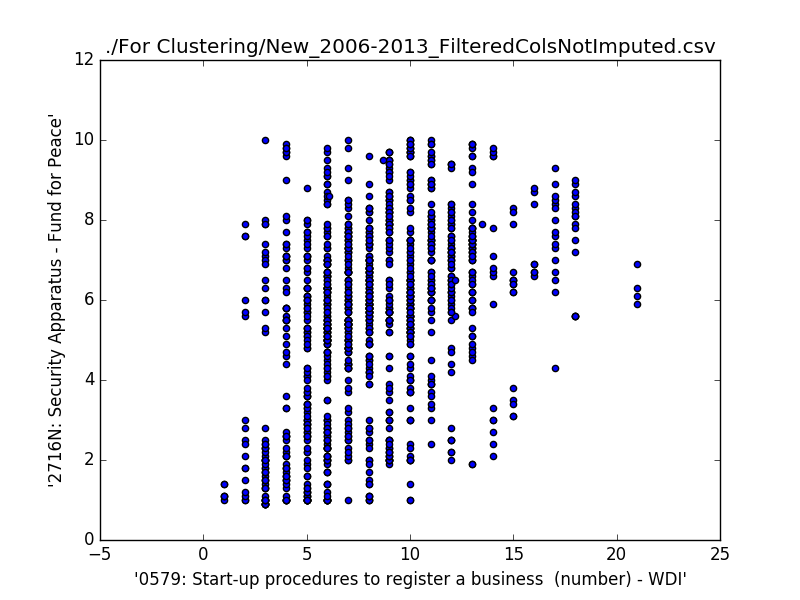 ./For Clustering/New_2006-2013_FilteredColsNotImputed.csv
12
10
8
6
4
2
0
'2716N: Security Apparatus - Fund for Peace'
−5 0 5 10 15 20 25
'0579: Start-up procedures to register a business  (number) - WDI'